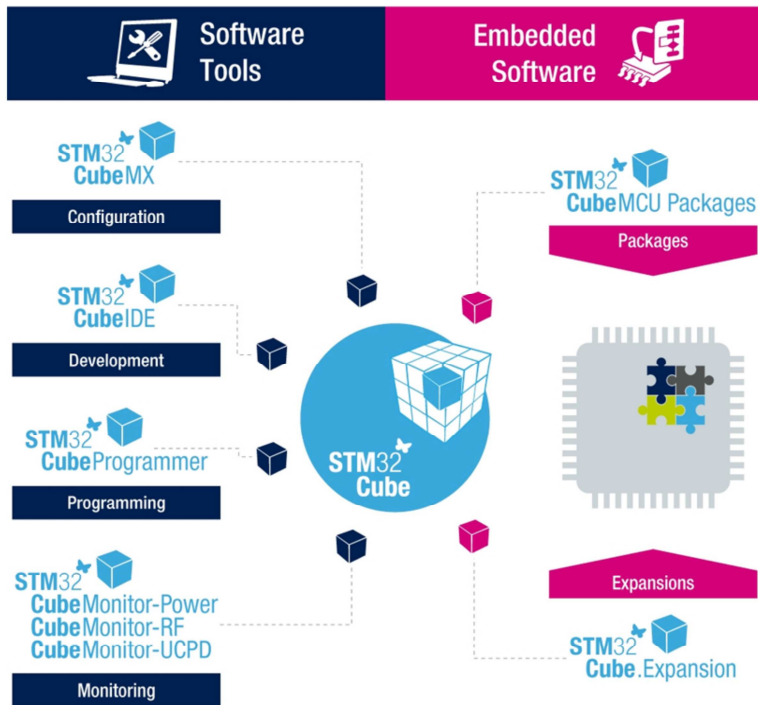 Software
Tools
Embedded
Software
STM32
CubeMX
Configuration
STM32
CubeIDE
Development
STM32
CubeProgrammer
Programming
STM32
CubeMonitor-Power
CubeMonitor-RF
CubeMonitor-UCPD
Monitoring
STM32
Cube
STM32
CubeMCU Packages
Packages
Expansions
STM32
Cube.Expansion